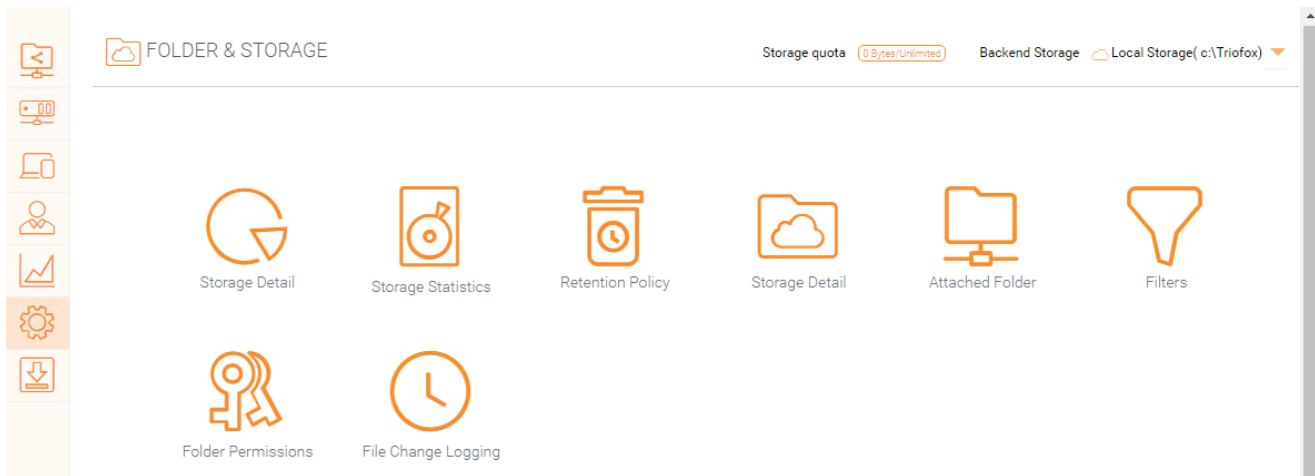 FOLDER & STORAGE
Storage quota 0 Bytes/Unlimited Backend Storage Local Storage( c:\Triofox)
Storage Detail Storage Statistics Retention Policy Storage Detail Attached Folder Filters
Folder Permissions File Change Logging